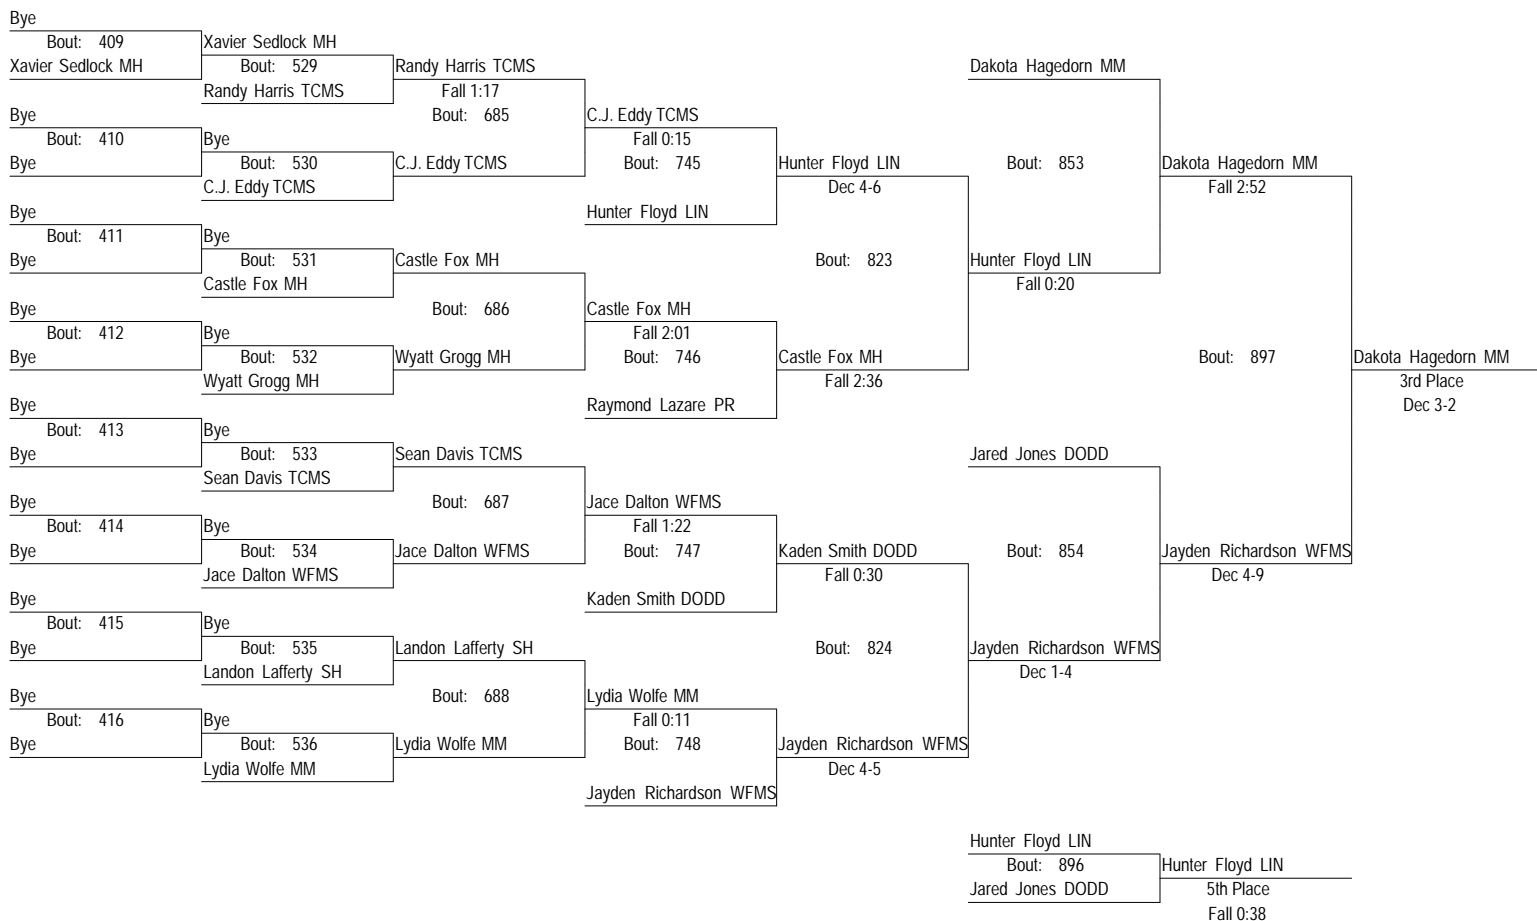 Bye
Bout: 409
Xavier Sedlock MH
Xavier Sedlock MH
Bout: 529
Randy Harris TCMS
Randy Harris TCMS
Fall 1:17
Bout: 685
Bye
Bout: 410
Bye
Bye
Bout: 530
C.J. Eddy TCMS
C.J. Eddy TCMS
C.J. Eddy TCMS
Fall 0:15
Bout: 745
Hunter Floyd LIN
Hunter Floyd LIN
Dec 4-6
Bout: 823
Bye
Bout: 411
Bye
Bye
Bout: 531
Castle Fox MH
Castle Fox MH
Bout: 686
Bye
Bout: 412
Bye
Bye
Bout: 532
Wyatt Grogg MH
Wyatt Grogg MH
Castle Fox MH
Fall 2:01
Bout: 746
Raymond Lazare PR
Castle Fox MH
Fall 2:36
Dakota Hagedorn MM
Bout: 853
Hunter Floyd LIN
Fall 0:20
Dakota Hagedorn MM
Fall 2:52
Bout: 897
Dakota Hagedorn MM
3rd Place
Dec 3-2
Bye
Bout: 413
Bye
Bye
Bout: 533
Sean Davis TCMS
Sean Davis TCMS
Bout: 687
Bye
Bout: 414
Bye
Bye
Bout: 534
Jace Dalton WFMS
Jace Dalton WFMS
Jace Dalton WFMS
Fall 1:22
Bout: 747
Kaden Smith DODD
Kaden Smith DODD
Fall 0:30
Bout: 824
Bye
Bout: 415
Bye
Bye
Bout: 535
Landon Lafferty SH
Landon Lafferty SH
Bout: 688
Bye
Bout: 416
Bye
Bye
Bout: 536
Lydia Wolfe MM
Lydia Wolfe MM
Lydia Wolfe MM
Fall 0:11
Bout: 748
Jayden Richardson WFMS
Jayden Richardson WFMS
Dec 4-5
Jared Jones DODD
Bout: 854
Jayden Richardson WFMS
Dec 1-4
Jayden Richardson WFMS
Dec 4-9
Hunter Floyd LIN
Bout: 896
Jared Jones DODD
Hunter Floyd LIN
5th Place
Fall 0:38